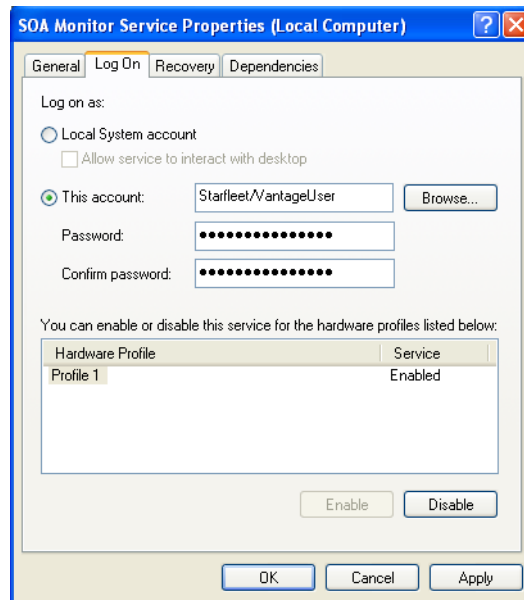 SOA Monitor Service Properties (Local Computer)
General Log On Recovery Dependencies
Log on as:
Local System account
Allow service to interact with desktop
This account: Starfleet/VantageUser Browse...
Password: ●●●●●●●●●●●●●●●
Confirm password: ●●●●●●●●●●●●●●●
You can enable or disable this service for the hardware profiles listed below:
Hardware Profile Service
Profile 1 Enabled
Enable Disable
OK Cancel Apply